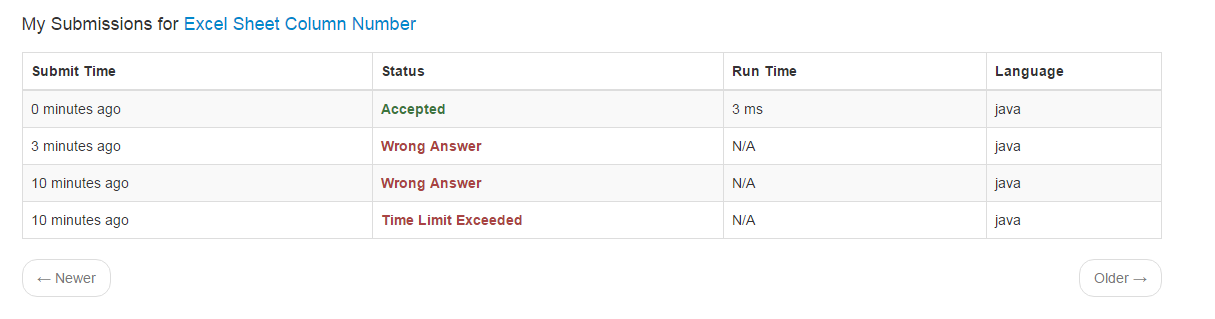 My Submissions for Excel Sheet Column Number
Submit Time Status Run Time Language
0 minutes ago Accepted 3 ms java
3 minutes ago Wrong Answer N/A java
10 minutes ago Wrong Answer N/A java
10 minutes ago Time Limit Exceeded N/A java
← Newer Older →